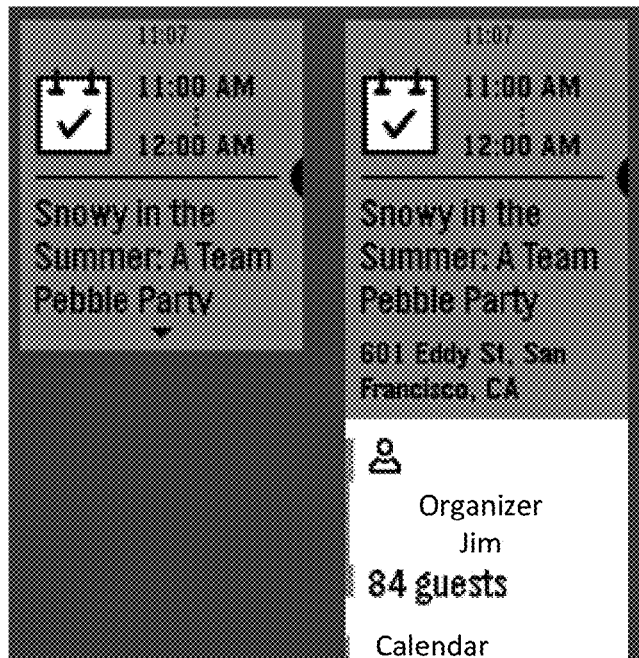 11:07
11:00 AM
12:00 AM
Snowy in the
Summer: A Team
Pebble Party
11:07
11:00 AM
12:00 AM
Snowy in the
Summer: A Team
Pebble Party
601 Eddy St, San
Francisco, CA
Organizer
Jim
84 guests
Calendar